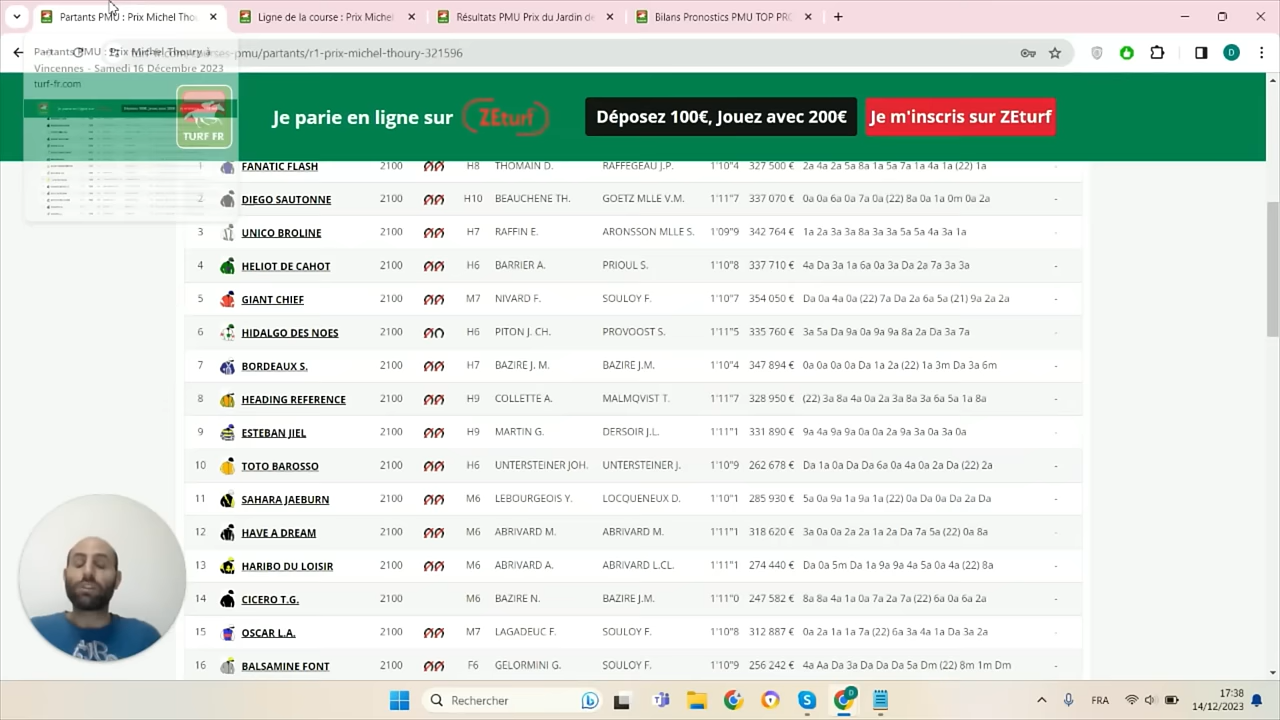 Partants PMU : Prix Michel Tho
Ligne de la course : Prix Michel
Résultats PMU Prix du Jardin de
Bilans Pronostics PMU TOP PRO
courses-pmu/partants/r1-prix-michel-thoury-321596
Partants PMU : Prix Michel Thoury à
Vincennes - Samedi 16 Décembre 2023
turf-fr.com
TURF FR
Je parie en ligne sur ZEturf Déposez 100€, Jouez avec 200€ Je m'inscris sur ZEturf
1 FANATIC FLASH 2100 RAFFEGEAU J.P. 1'10"4
2 DIEGO SAUTONNE 2100 BEAUCHENE TH. GOETZ MLLE V.M. 1'11"7 0a 0a 6a 0a 7a 0a (22) 8a 0a 1a 0m 0a 2a -
3 UNICO BROLINE 2100 H7 RAFFIN E. ARONSSON MLLE S. 1'09"9 342 764 € 1a 2a 3a 3a 8a 3a 3a 5a 5a 4a 3a 1a -
4 HELIOT DE CAHOT 2100 H6 BARRIER A. PRIOUL S. 1'10"8 337 710 € 4a Da 3a 1a 6a 0a 3a Da 2a 7a 3a 3a -
5 GIANT CHIEF 2100 M7 NIVARD F. SOULOY F. 1'10"7 354 050 € Da 0a 4a 0a (22) 7a Da 2a 6a 5a (21) 9a 2a 2a -
6 HIDALGO DES NOES 2100 H6 PITON J. CH. PROVOOST S. 1'11"5 335 760 € 3a 5a Da 9a 0a 9a 9a 8a 2a Da 3a 7a -
7 BORDEAUX S. 2100 H7 BAZIRE J. M. BAZIRE J.M. 1'10"4 347 894 € 0a 0a 0a 0a Da 1a 2a (22) 1a 3m Da 3a 6m -
8 HEADING REFERENCE 2100 H9 COLLETTE A. MALMQVIST T. 1'11"7 328 950 € (22) 3a 8a 4a 0a 2a 3a 8a 3a 6a 5a 1a 8a -
9 ESTEBAN JIEL 2100 H9 MARTIN G. DERSOIR J.L. 1'11"1 331 890 € 9a 4a 9a 9a 0a 0a 2a 9a 3a 0a 3a 0a -
10 TOTO BAROSSO 2100 H6 UNTERSTEINER JOH. UNTERSTEINER J. 1'10"9 262 678 € Da 1a 0a Da Da 6a 0a 4a 0a 2a Da (22) 2a -
11 SAHARA JAEBURN 2100 M6 LEBOURGEOIS Y. LOCQUENEUX D. 1'10"1 285 930 € 5a 0a 9a 1a 9a 1a (22) 0a Da 0a Da 2a Da -
12 HAVE A DREAM 2100 M6 ABRIVARD M. ABRIVARD M. 1'11"1 318 620 € 3a 0a 0a 2a 2a 1a 2a Da 7a 5a (22) 0a 8a -
13 HARIBO DU LOISIR 2100 M6 ABRIVARD A. ABRIVARD L.CL. 1'11"1 274 440 € Da 0a 5m Da 1a 9a 9a 4a 5a 0a 4a (22) 8a -
14 CICERO T.G. 2100 M6 BAZIRE N. BAZIRE J.M. 1'11"0 247 582 € 8a 8a 4a 1a 0a 7a 2a 7a (22) 6a 0a 6a 2a -
15 OSCAR L.A. 2100 M7 LAGADEUC F. SOULOY F. 1'10"8 312 887 € 0a 2a 1a 1a 7a (22) 6a 3a 4a 1a Da 3a 2a -
16 BALSAMINE FONT 2100 F6 GELORMINI G. SOULOY F. 1'10"9 256 242 € 4a Aa Da 3a Da Da Da 5a Dm (22) 8m 1m Dm -
Rechercher
FRA
17:38
14/12/2023